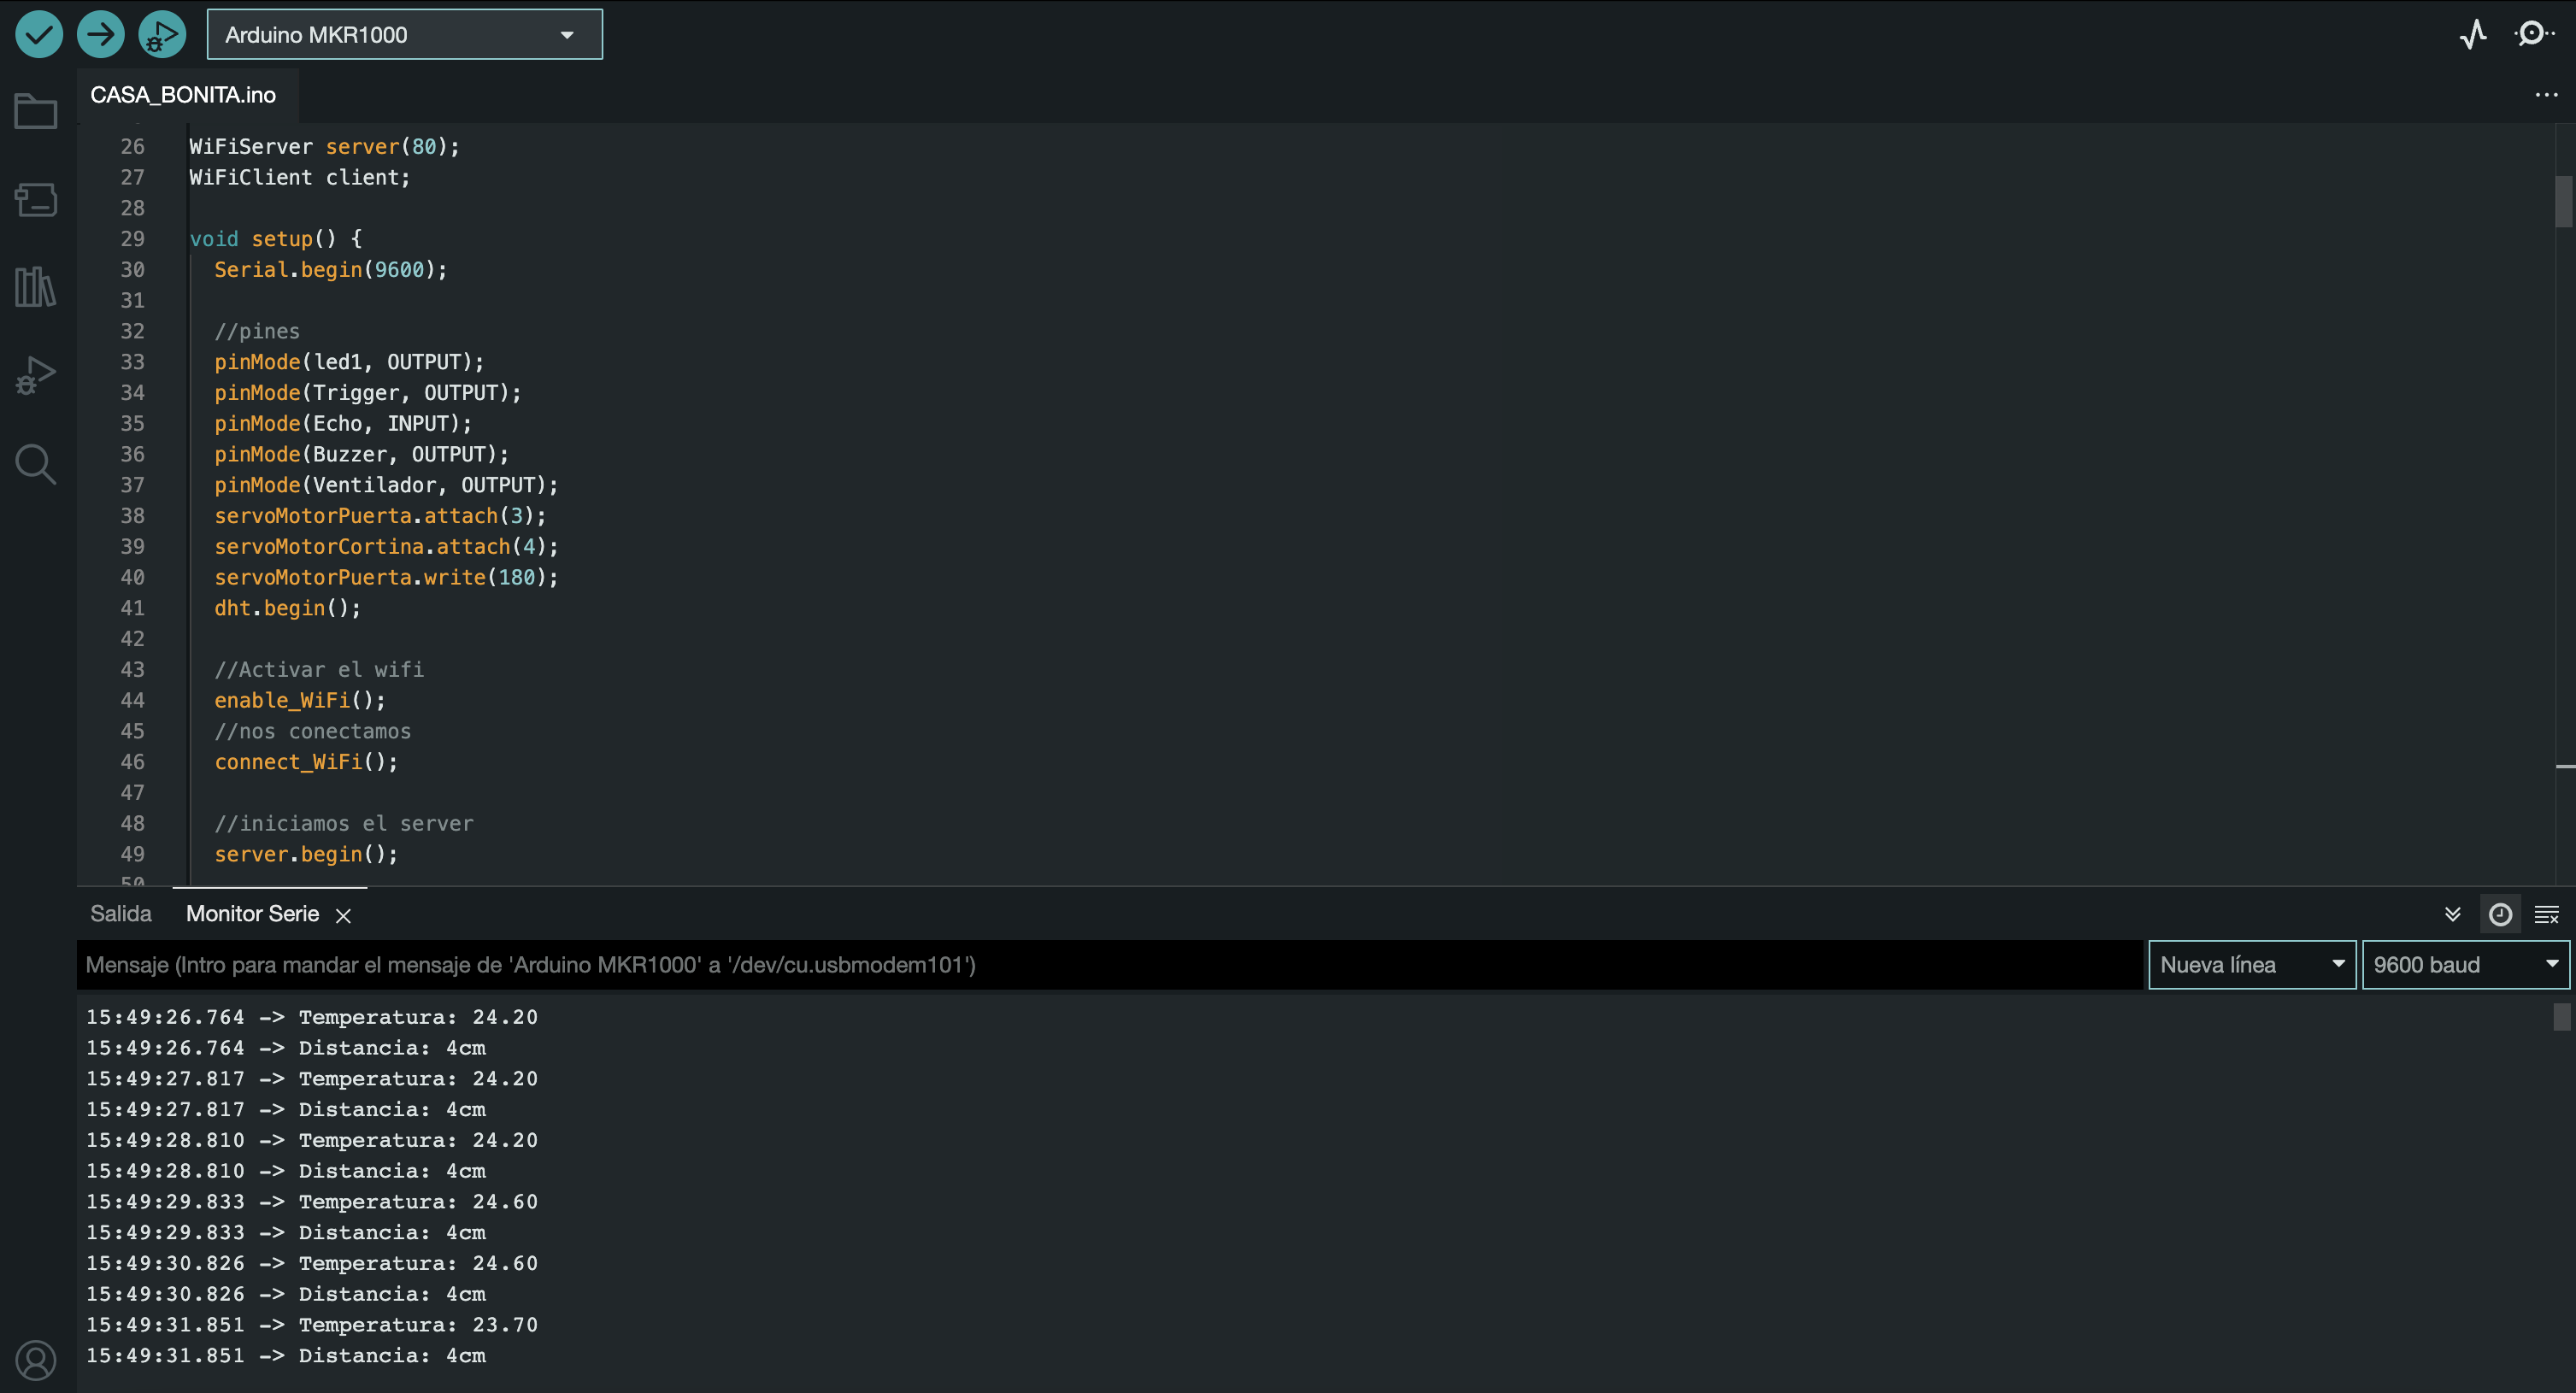 Arduino MKR1000
CASA_BONITA.ino
26 WiFiServer server(80);
27 WiFiClient client;
28
29 void setup() {
30 Serial.begin(9600);
31
32 //pines
33 pinMode(led1, OUTPUT);
34 pinMode(Trigger, OUTPUT);
35 pinMode(Echo, INPUT);
36 pinMode(Buzzer, OUTPUT);
37 pinMode(Ventilador, OUTPUT);
38 servoMotorPuerta.attach(3);
39 servoMotorCortina.attach(4);
40 servoMotorPuerta.write(180);
41 dht.begin();
42
43 //Activar el wifi
44 enable_WiFi();
45 //nos conectamos
46 connect_WiFi();
47
48 //iniciamos el server
49 server.begin();
50
Salida Monitor Serie
Mensaje (Intro para mandar el mensaje de 'Arduino MKR1000' a '/dev/cu.usbmodem101') Nueva línea 9600 baud
15:49:26.764 -> Temperatura: 24.20
15:49:26.764 -> Distancia: 4cm
15:49:27.817 -> Temperatura: 24.20
15:49:27.817 -> Distancia: 4cm
15:49:28.810 -> Temperatura: 24.20
15:49:28.810 -> Distancia: 4cm
15:49:29.833 -> Temperatura: 24.60
15:49:29.833 -> Distancia: 4cm
15:49:30.826 -> Temperatura: 24.60
15:49:30.826 -> Distancia: 4cm
15:49:31.851 -> Temperatura: 23.70
15:49:31.851 -> Distancia: 4cm